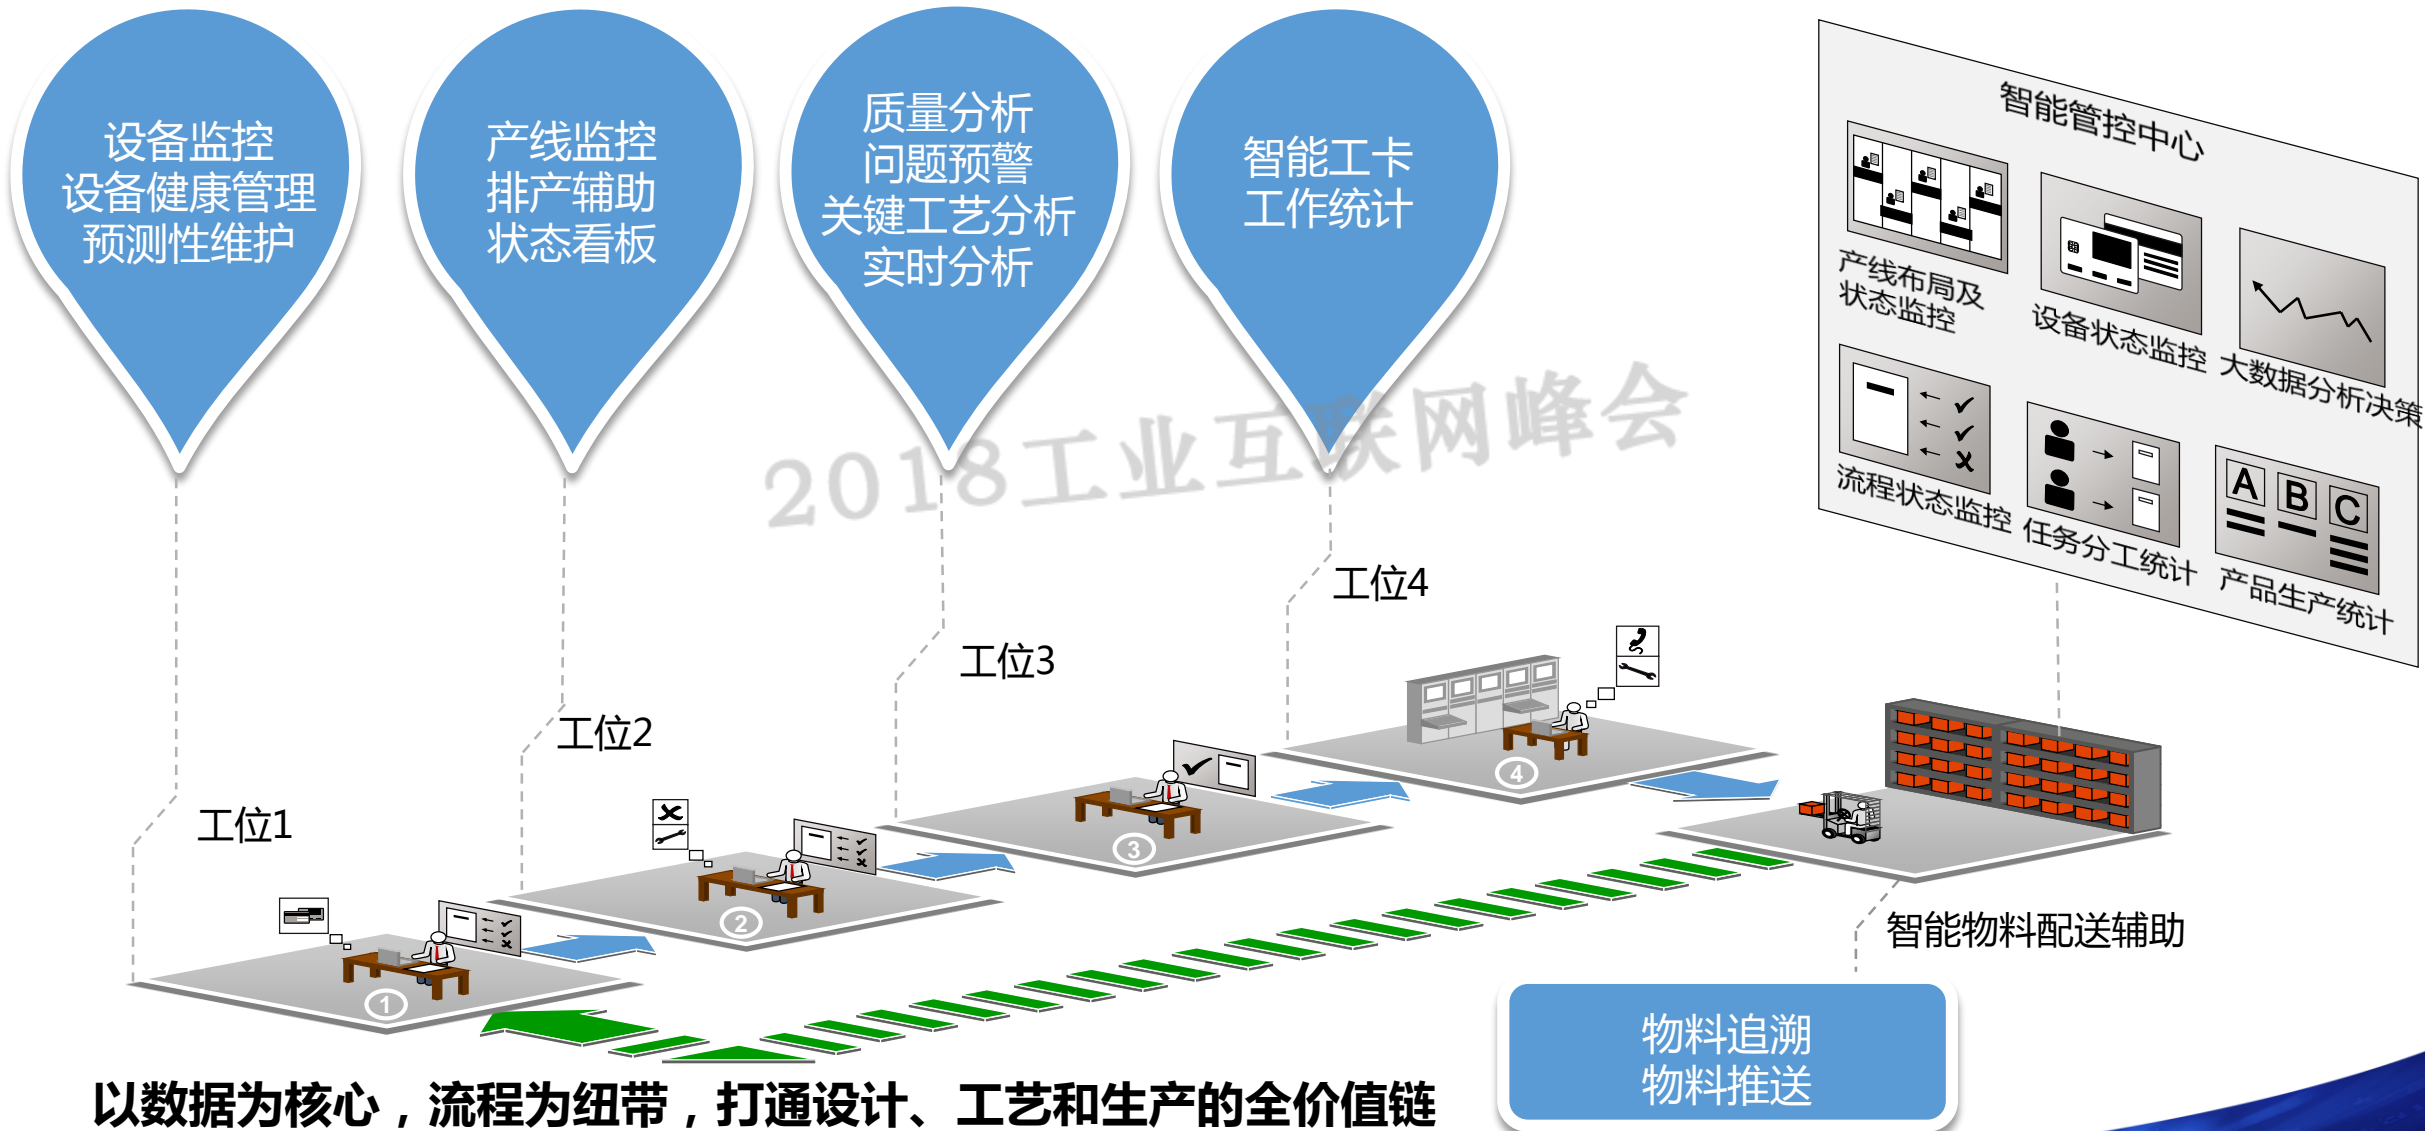 设备监控
设备健康管理
预测性维护
产线监控
排产辅助
状态看板
质量分析
问题预警
关键工艺分析
实时分析
智能工卡
工作统计
智能管控中心
产线布局及
状态监控
设备状态监控
大数据分析决策
流程状态监控
任务分工统计
A B C
产品生产统计
2018工业互联网峰会
工位4
工位3
工位2
工位1
4
3
2
1
智能物料配送辅助
物料追溯
物料推送
以数据为核心，流程为纽带，打通设计、工艺和生产的全价值链